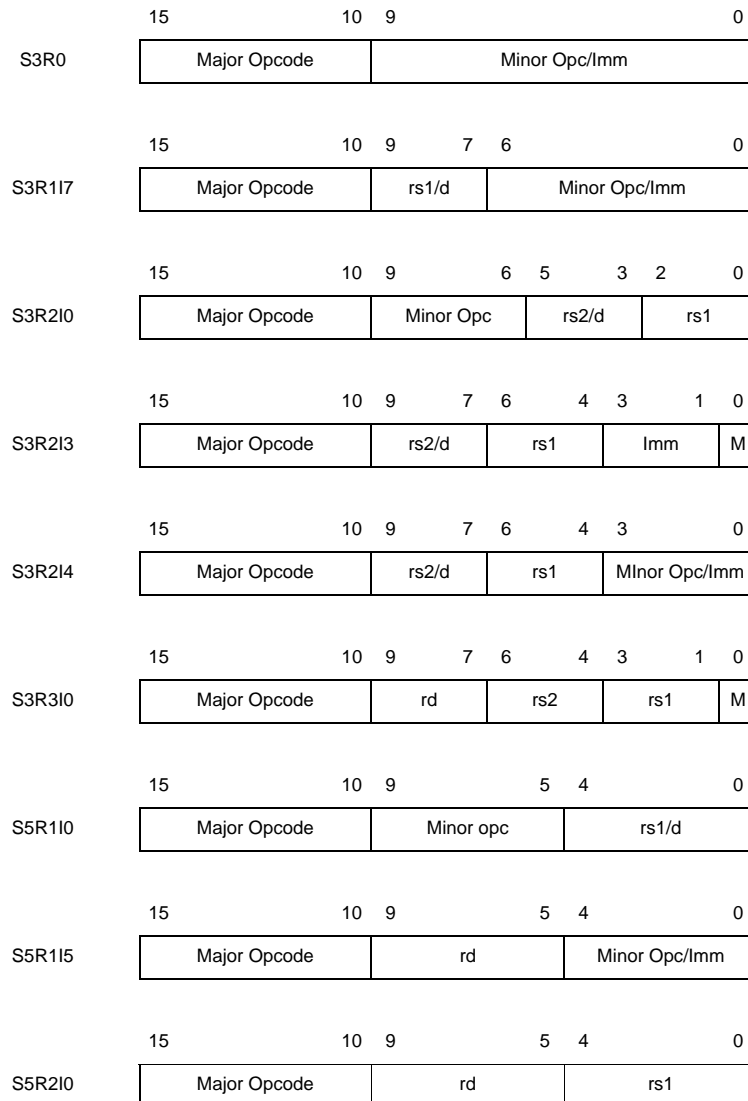 15 10 9 0
S3R0 Major Opcode Minor Opc/Imm
15 10 9 7 6 0
S3R1I7 Major Opcode rs1/d Minor Opc/Imm
15 10 9 6 5 3 2 0
S3R2I0 Major Opcode Minor Opc rs2/d rs1
15 10 9 7 6 4 3 1 0
S3R2I3 Major Opcode rs2/d rs1 Imm M
15 10 9 7 6 4 3 0
S3R2I4 Major Opcode rs2/d rs1 MInor Opc/Imm
15 10 9 7 6 4 3 1 0
S3R3I0 Major Opcode rd rs2 rs1 M
15 10 9 5 4 0
S5R1I0 Major Opcode Minor opc rs1/d
15 10 9 5 4 0
S5R1I5 Major Opcode rd Minor Opc/Imm
15 10 9 5 4 0
S5R2I0 Major Opcode rd rs1